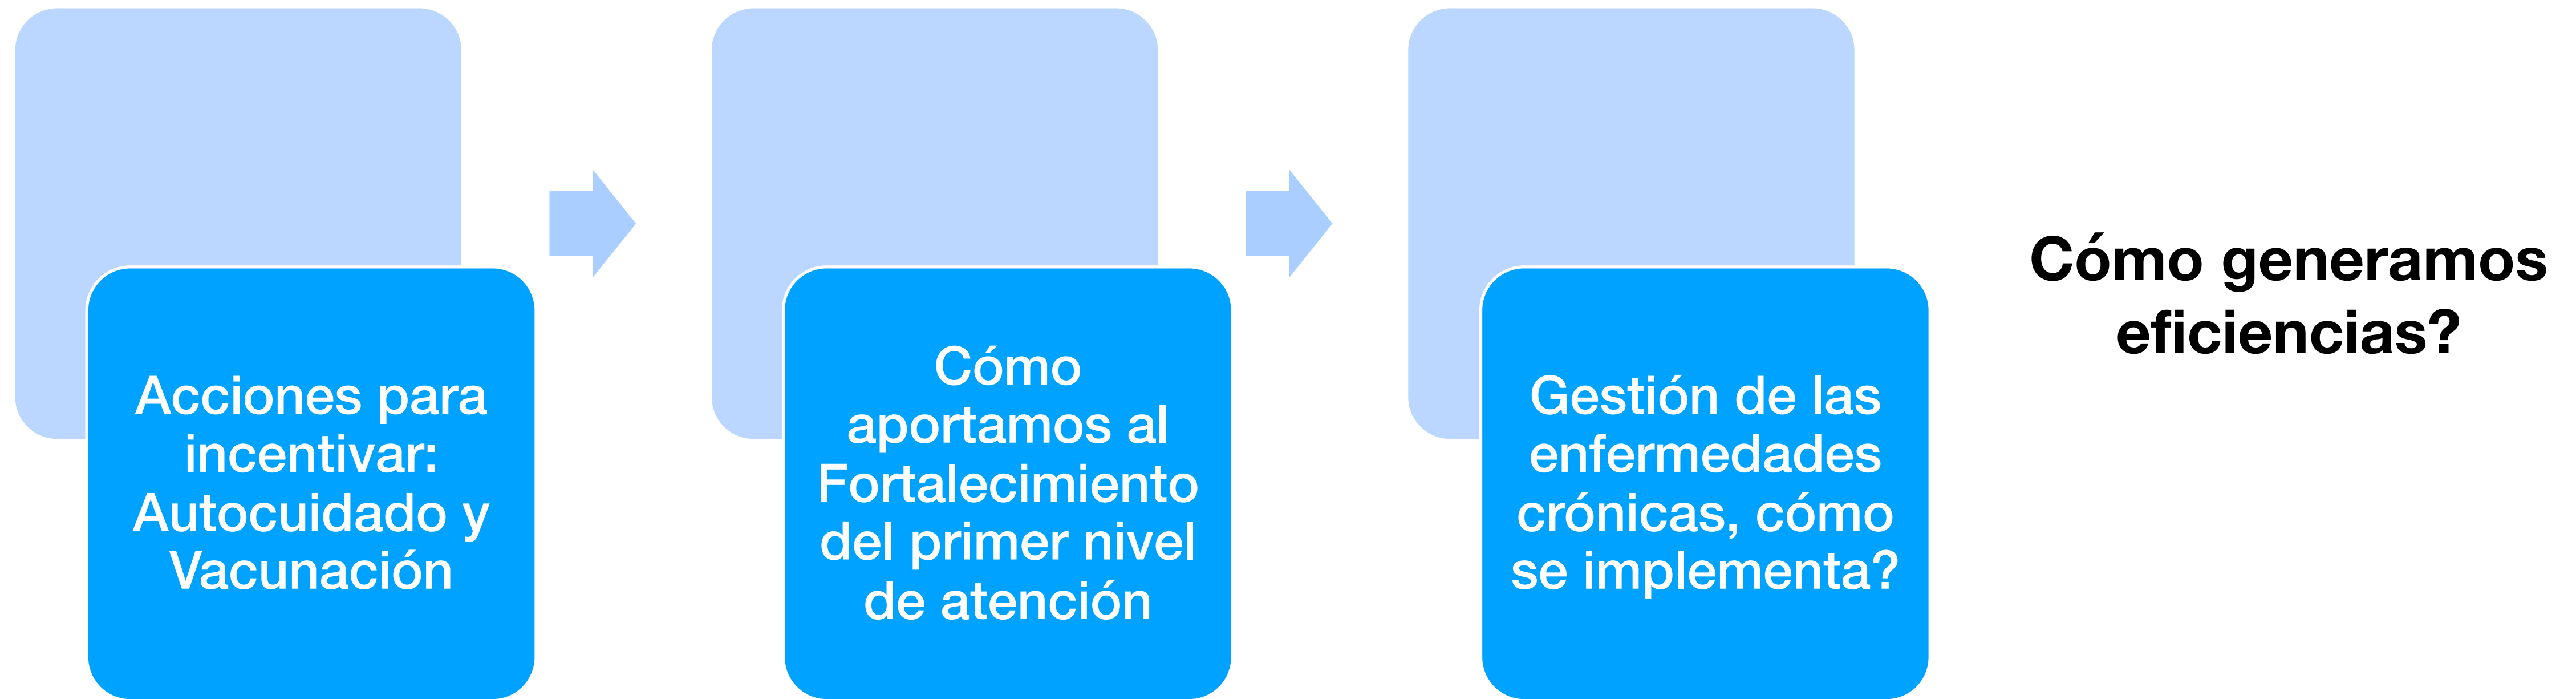 Acciones para
incentivar:
Autocuidado y
Vacunación
Cómo
aportamos al
Fortalecimiento
del primer nivel
de atención
Gestión de las
enfermedades
crónicas, cómo
se implementa?
Cómo generamos
eficiencias?